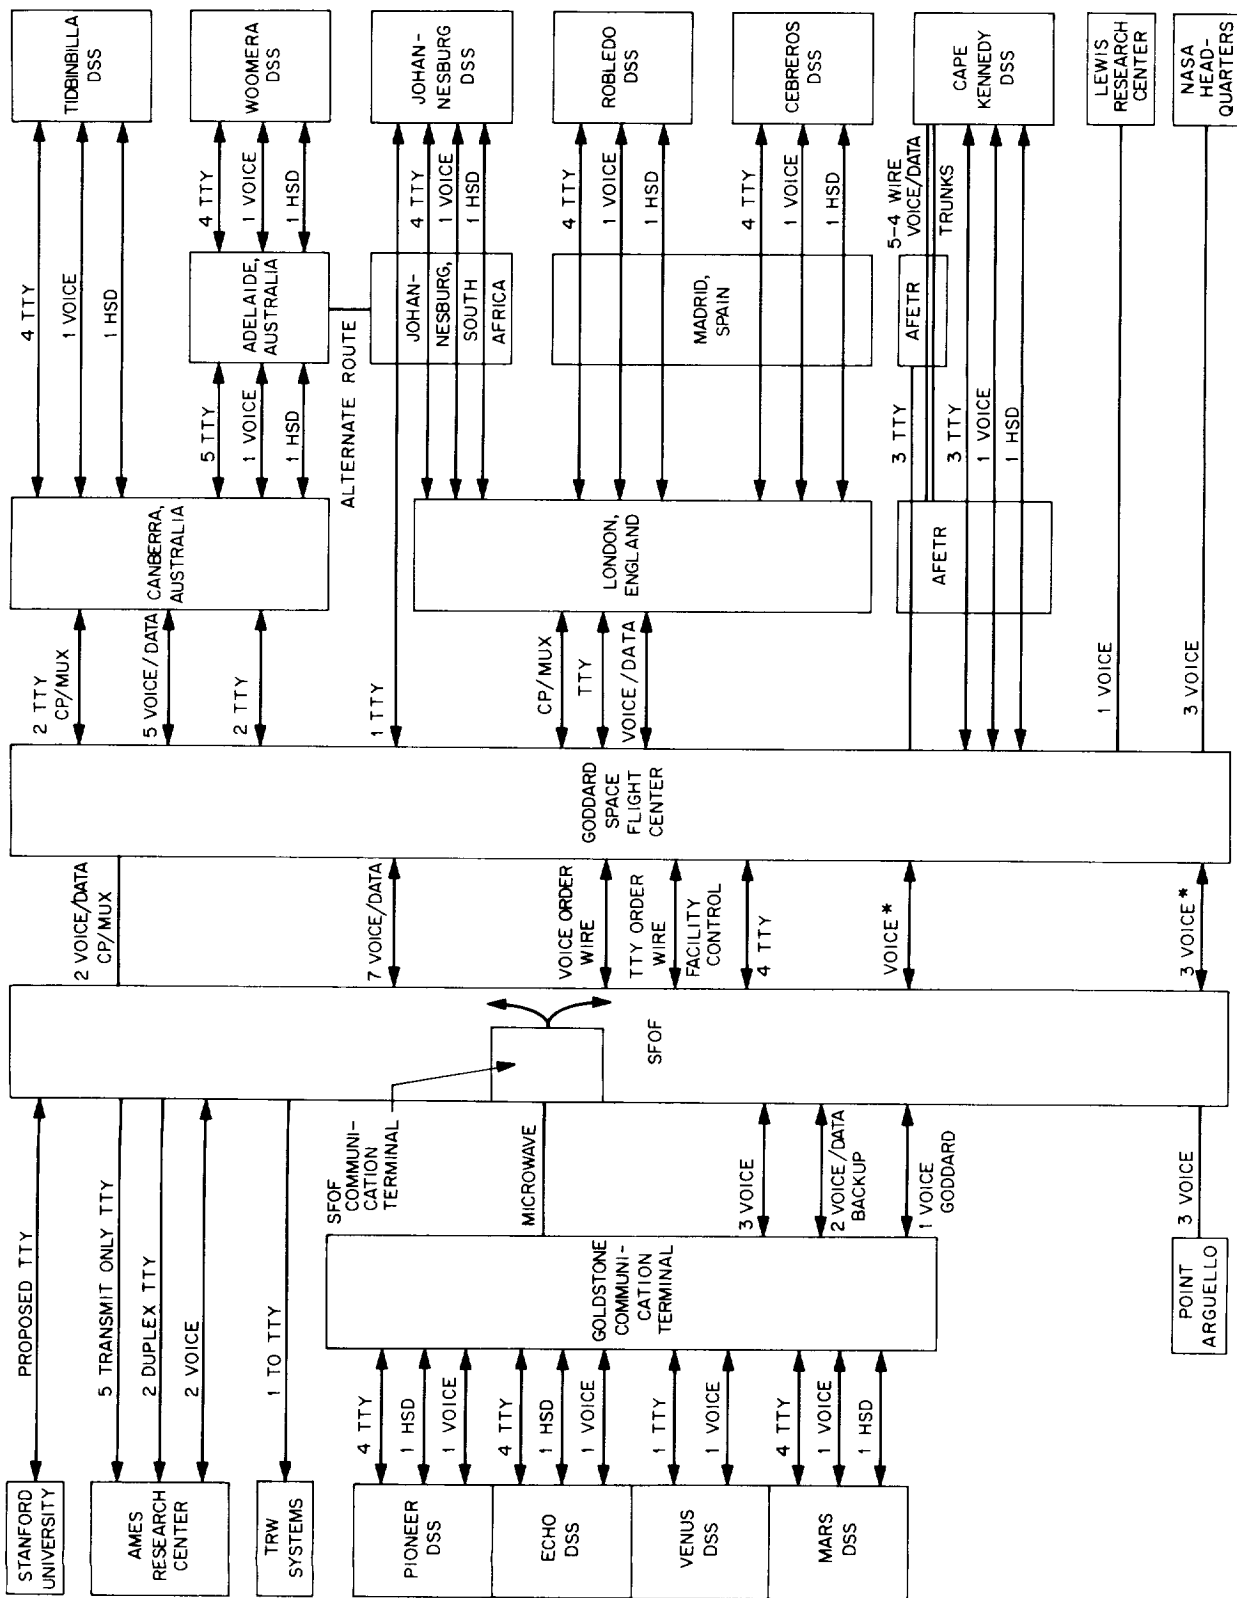 STANFORD
UNIVERSITY
AMES
RESEARCH
CENTER
TRW
SYSTEMS
PIONEER
DSS
ECHO
DSS
VENUS
DSS
MARS
DSS
PROPOSED TTY
5 TRANSMIT ONLY TTY
2 DUPLEX TTY
2 VOICE
1 TO TTY
4 TTY
1 HSD
1 VOICE
4 TTY
1 HSD
1 VOICE
1 TTY
1 VOICE
4 TTY
1 VOICE
1 HSD
GOLDSTONE
COMMUNI-
CATION
TERMINAL
POINT
ARGUELLO
SFOF
COMMUNI-
CATION
TERMINAL
MICROWAVE
3 VOICE
2 VOICE/DATA
BACKUP
1 VOICE
GODDARD
3 VOICE
SFOF
2 VOICE/DATA
CP/MUX
7 VOICE/DATA
VOICE ORDER
WIRE
TTY ORDER
WIRE
FACILITY
CONTROL
4 TTY
VOICE *
3 VOICE *
GODDARD
SPACE
FLIGHT
CENTER
2 TTY
CP/MUX
5 VOICE/DATA
2 TTY
1 TTY
CP/MUX
TTY
VOICE/DATA
3 TTY
3 TTY
1 VOICE
1 HSD
1 VOICE
3 VOICE
CANBERRA,
AUSTRALIA
LONDON,
ENGLAND
AFETR
4 TTY
1 VOICE
1 HSD
5 TTY
1 VOICE
1 HSD
ALTERNATE ROUTE
ADELAIDE,
AUSTRALIA
JOHAN-
NESBURG,
SOUTH
AFRICA
MADRID,
SPAIN
AFETR
4 TTY
1 VOICE
1 HSD
4 TTY
1 VOICE
1 HSD
4 TTY
1 VOICE
1 HSD
4 TTY
1 VOICE
1 HSD
5-4 WIRE
VOICE/DATA
TRUNKS
TIDBINBILLA
DSS
WOOMERA
DSS
JOHAN-
NESBURG
DSS
ROBLEDO
DSS
CEBREROS
DSS
CAPE
KENNEDY
DSS
LEWIS
RESEARCH
CENTER
NASA
HEAD-
QUARTERS